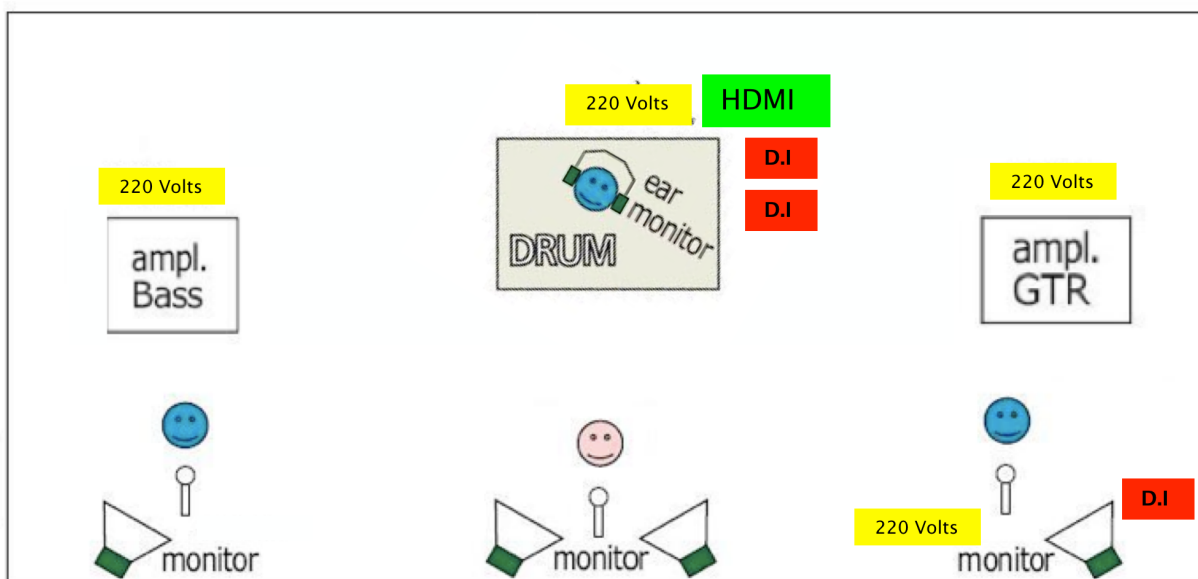 220 Volts
HDMI
D.I
D.I
220 Volts
220 Volts
ear
monitor
DRUM
ampl.
Bass
ampl.
GTR
D.I
220 Volts
monitor
monitor
monitor